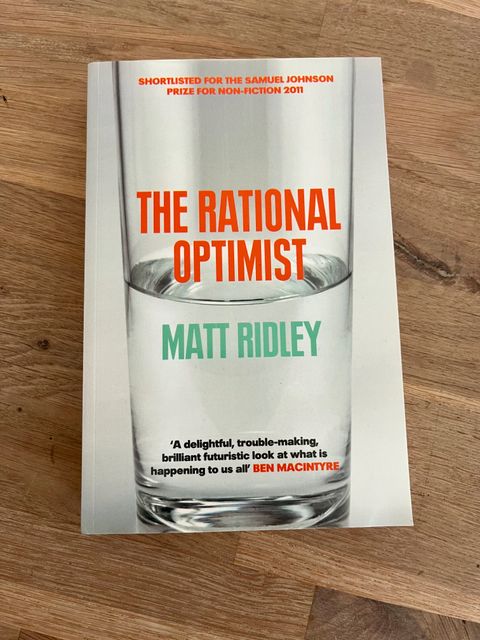 SHORTLISTED FOR THE SAMUEL JOHNSON
PRIZE FOR NON-FICTION 2011
THE RATIONAL
OPTIMIST
MATT RIDLEY
‘A delightful, trouble-making,
brilliant futuristic look at what is
happening to us all’ BEN MACINTYRE